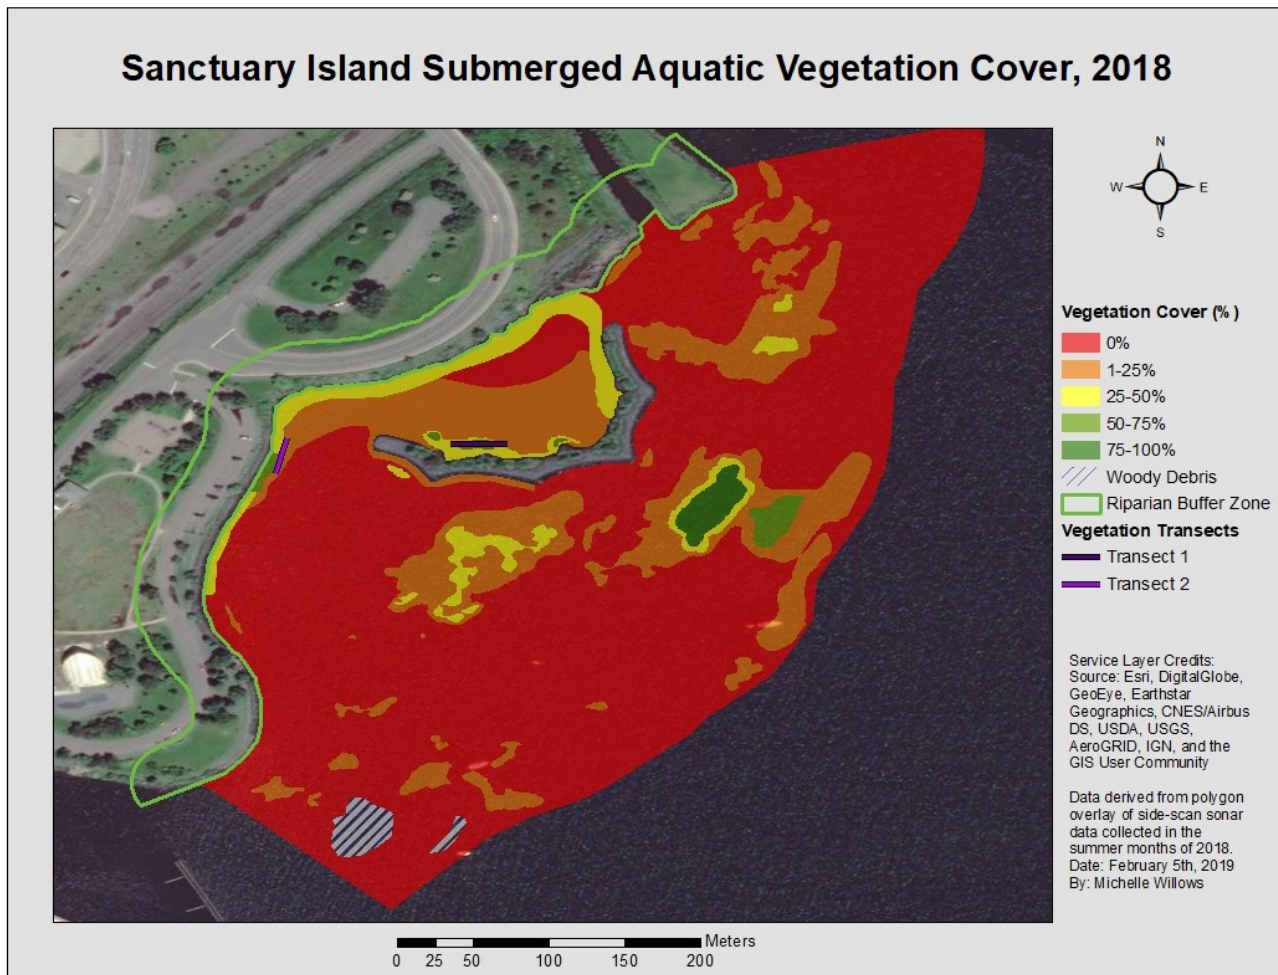 Sanctuary Island Submerged Aquatic Vegetation Cover, 2018
N
W E
S
Vegetation Cover (%)
0%
1-25%
25-50%
50-75%
75-100%
Woody Debris
Riparian Buffer Zone
Vegetation Transects
Transect 1
Transect 2
Service Layer Credits:
Source: Esri, DigitalGlobe,
GeoEye, Earthstar
Geographics, CNES/Airbus
DS, USDA, USGS,
AeroGRID, IGN, and the
GIS User Community
Data derived from polygon
overlay of side-scan sonar
data collected in the
summer months of 2018.
Date: February 5th, 2019
By: Michelle Willows
Meters
0 25 50 100 150 200